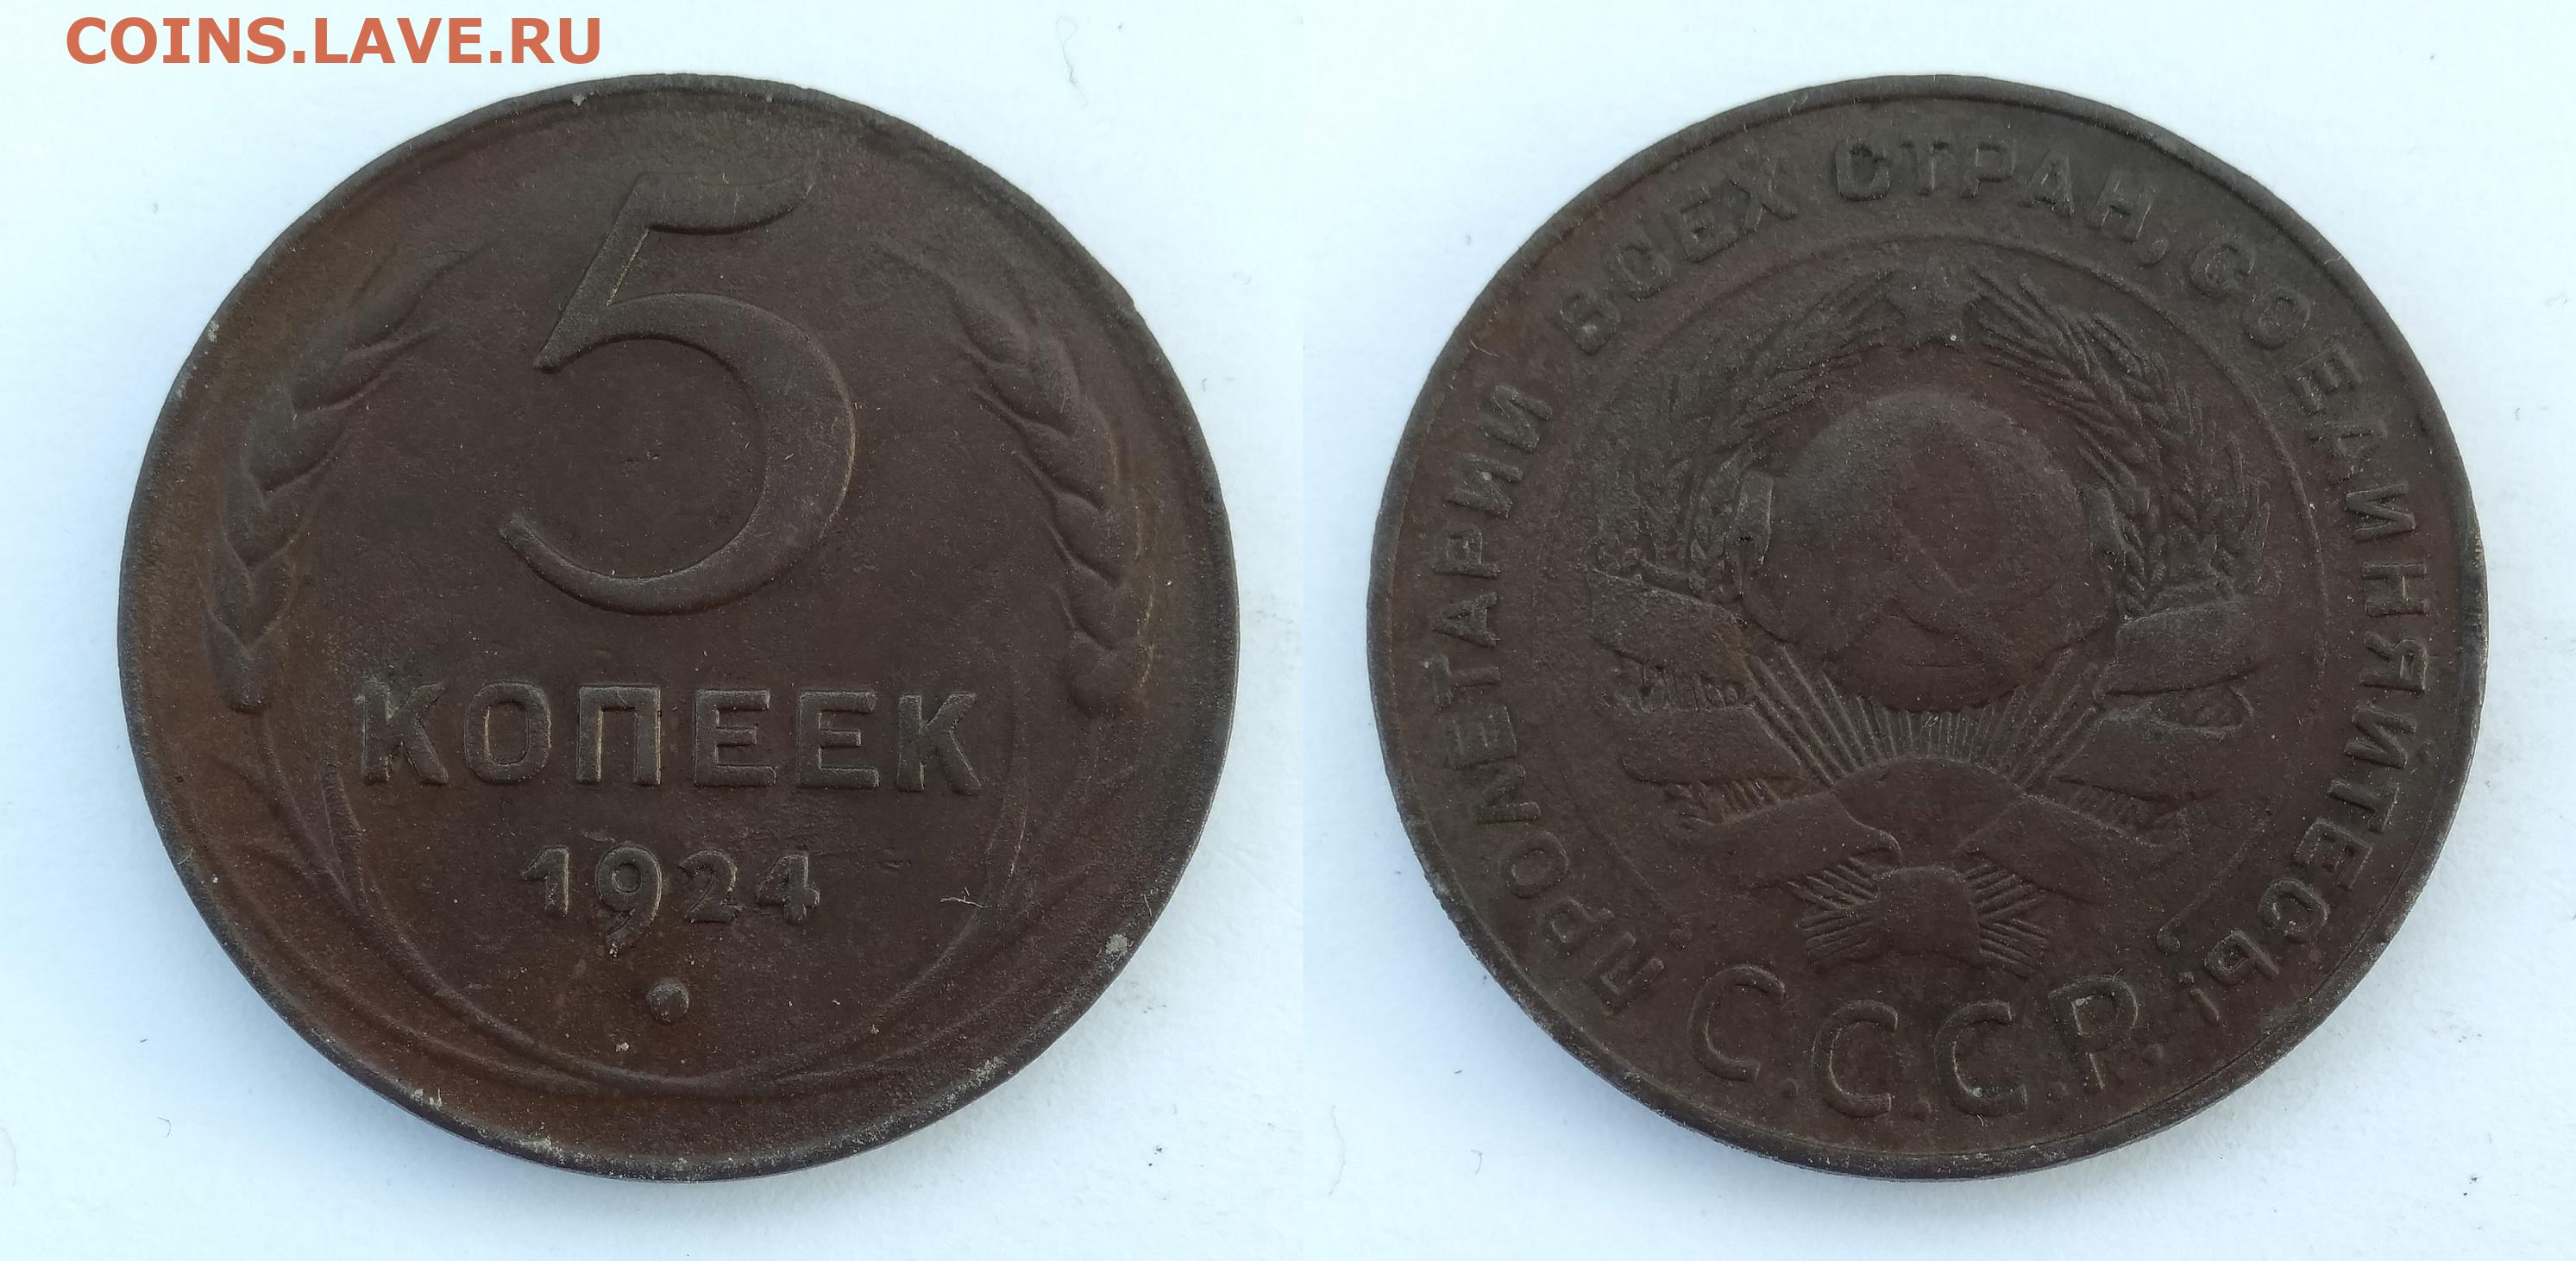 COINS.LAVE.RU
5
КОПЕЕК
1924
ПРОЛЕТАРИИ ВСЕХ СТРАН, СОЕДИНЯЙТЕСЬ!
С.С.С.Р.